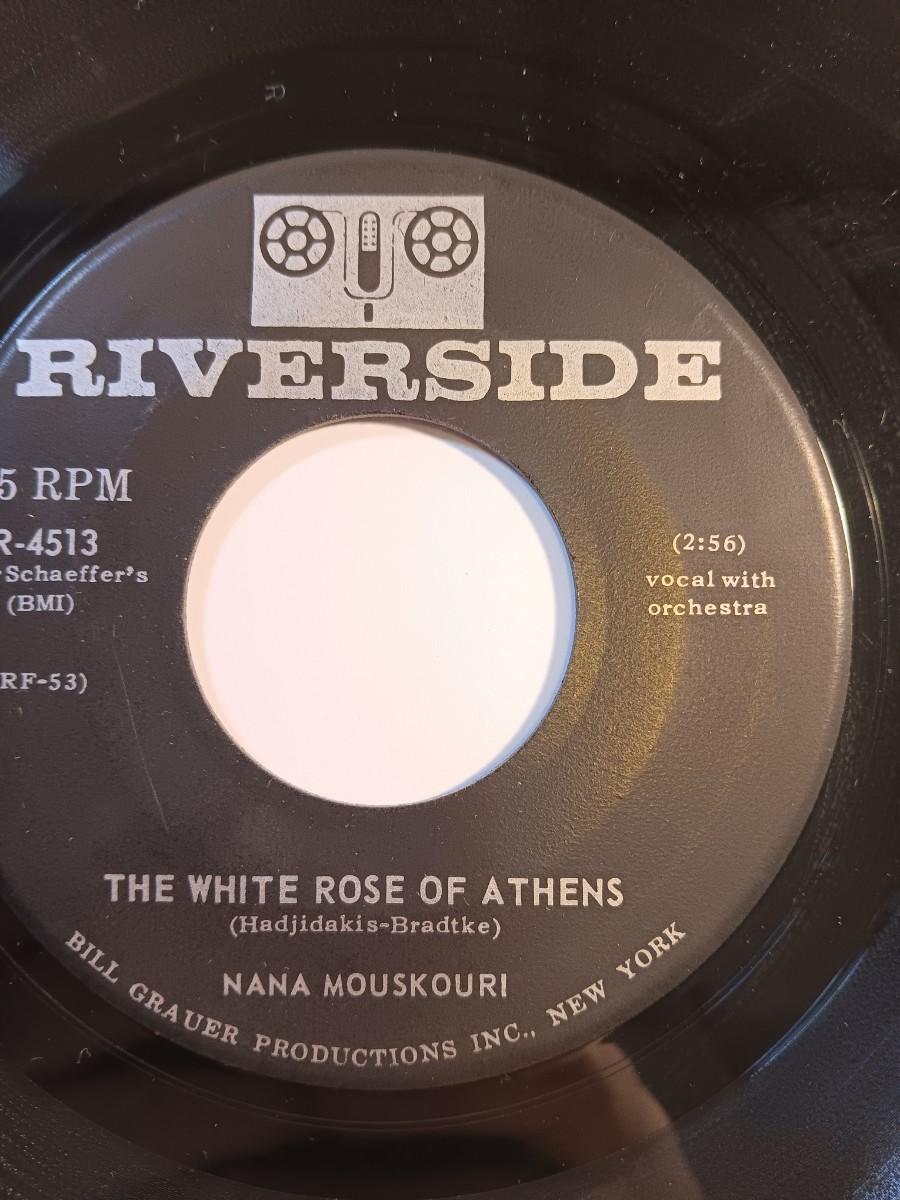 RIVERSIDE
5 RPM
R-4513
Schaeffer's
(BMI)
RF-53)
(2:56)
vocal with
orchestra
THE WHITE ROSE OF ATHENS
(Hadjidakis-Bradtke)
NANA MOUSKOURI
BILL GRAUER PRODUCTIONS INC., NEW YORK